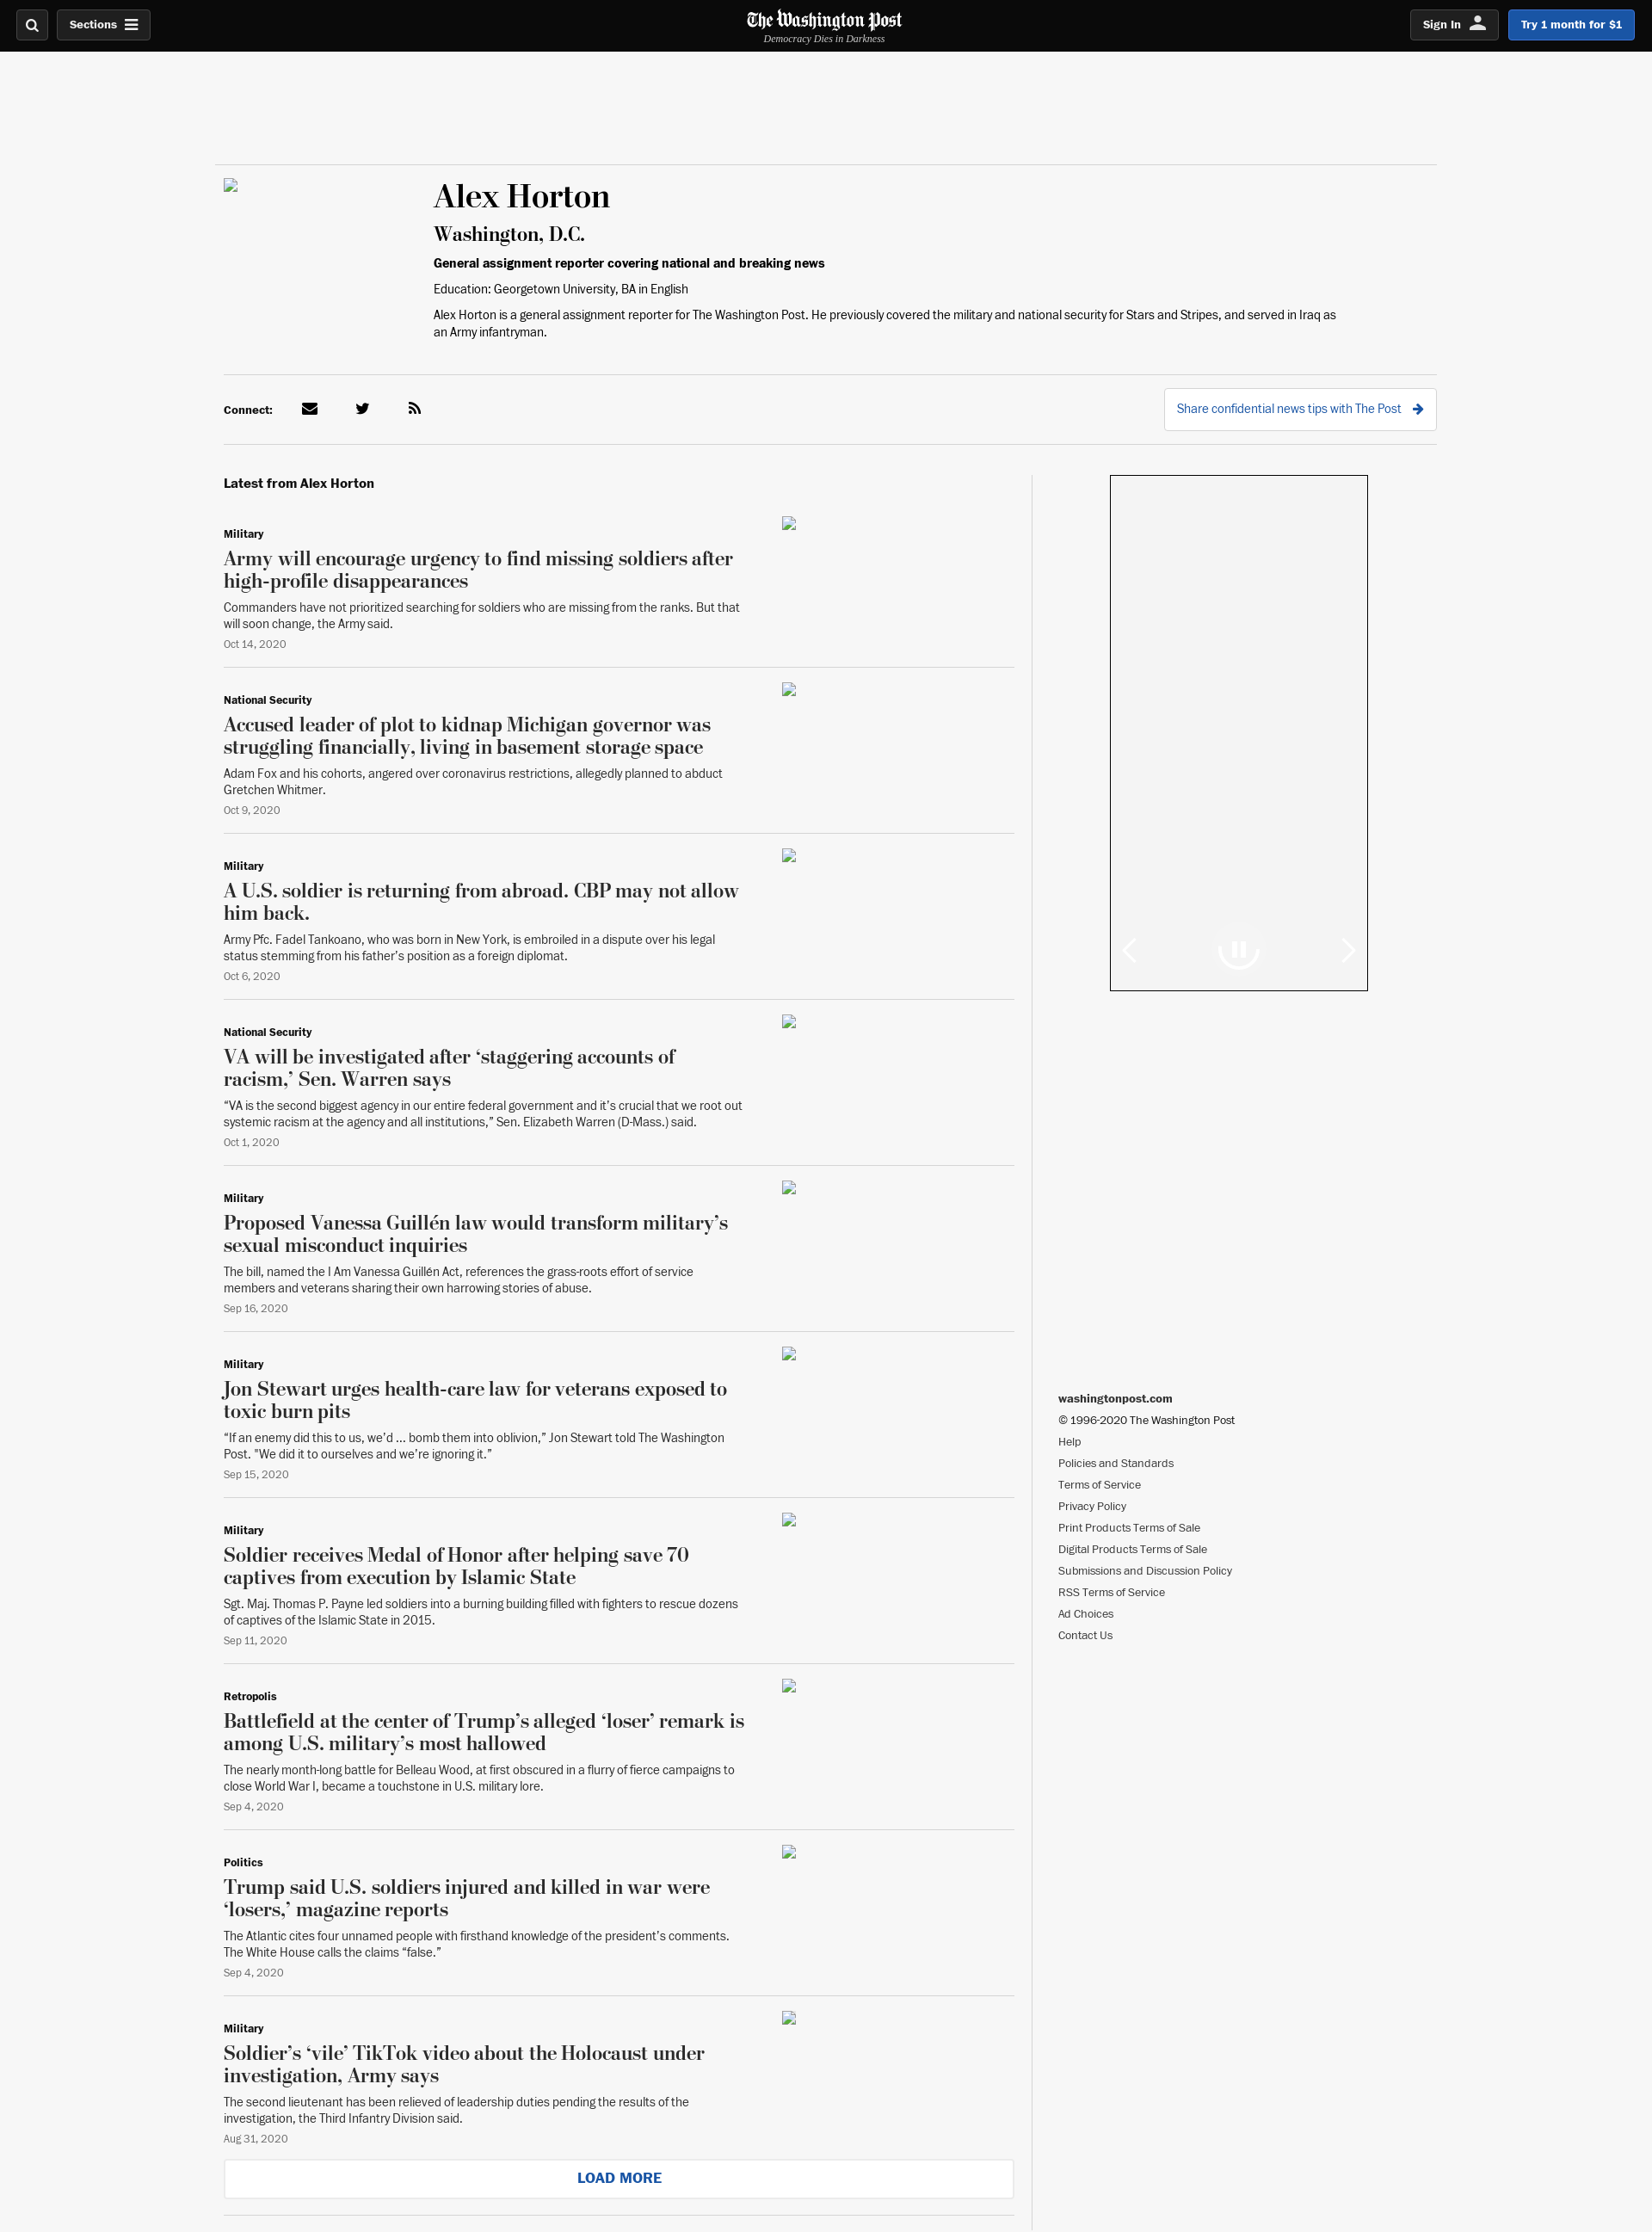 Sections
The Washington Post
Democracy Dies in Darkness
Sign In
Try 1 month for $1
Alex Horton
Washington, D.C.
General assignment reporter covering national and breaking news
Education: Georgetown University, BA in English
Alex Horton is a general assignment reporter for The Washington Post. He previously covered the military and national security for Stars and Stripes, and served in Iraq as
an Army infantryman.
Connect:
Share confidential news tips with The Post
Latest from Alex Horton
Military
Army will encourage urgency to find missing soldiers after
high-profile disappearances
Commanders have not prioritized searching for soldiers who are missing from the ranks. But that
will soon change, the Army said.
Oct 14, 2020
National Security
Accused leader of plot to kidnap Michigan governor was
struggling financially, living in basement storage space
Adam Fox and his cohorts, angered over coronavirus restrictions, allegedly planned to abduct
Gretchen Whitmer.
Oct 9, 2020
Military
A U.S. soldier is returning from abroad. CBP may not allow
him back.
Army Pfc. Fadel Tankoano, who was born in New York, is embroiled in a dispute over his legal
status stemming from his father's position as a foreign diplomat.
Oct 6, 2020
National Security
VA will be investigated after ‘staggering accounts of
racism,’ Sen. Warren says
“VA is the second biggest agency in our entire federal government and it’s crucial that we root out
systemic racism at the agency and all institutions,” Sen. Elizabeth Warren (D-Mass.) said.
Oct 1, 2020
Military
Proposed Vanessa Guillén law would transform military’s
sexual misconduct inquiries
The bill, named the I Am Vanessa Guillén Act, references the grass-roots effort of service
members and veterans sharing their own harrowing stories of abuse.
Sep 16, 2020
Military
Jon Stewart urges health-care law for veterans exposed to
toxic burn pits
“If an enemy did this to us, we’d ... bomb them into oblivion,” Jon Stewart told The Washington
Post. "We did it to ourselves and we’re ignoring it.”
Sep 15, 2020
Military
Soldier receives Medal of Honor after helping save 70
captives from execution by Islamic State
Sgt. Maj. Thomas P. Payne led soldiers into a burning building filled with fighters to rescue dozens
of captives of the Islamic State in 2015.
Sep 11, 2020
Retropolis
Battlefield at the center of Trump’s alleged ‘loser’ remark is
among U.S. military’s most hallowed
The nearly month-long battle for Belleau Wood, at first obscured in a flurry of fierce campaigns to
close World War I, became a touchstone in U.S. military lore.
Sep 4, 2020
Politics
Trump said U.S. soldiers injured and killed in war were
‘losers,’ magazine reports
The Atlantic cites four unnamed people with firsthand knowledge of the president’s comments.
The White House calls the claims “false.”
Sep 4, 2020
Military
Soldier’s ‘vile’ TikTok video about the Holocaust under
investigation, Army says
The second lieutenant has been relieved of leadership duties pending the results of the
investigation, the Third Infantry Division said.
Aug 31, 2020
LOAD MORE
washingtonpost.com
© 1996-2020 The Washington Post
Help
Policies and Standards
Terms of Service
Privacy Policy
Print Products Terms of Sale
Digital Products Terms of Sale
Submissions and Discussion Policy
RSS Terms of Service
Ad Choices
Contact Us